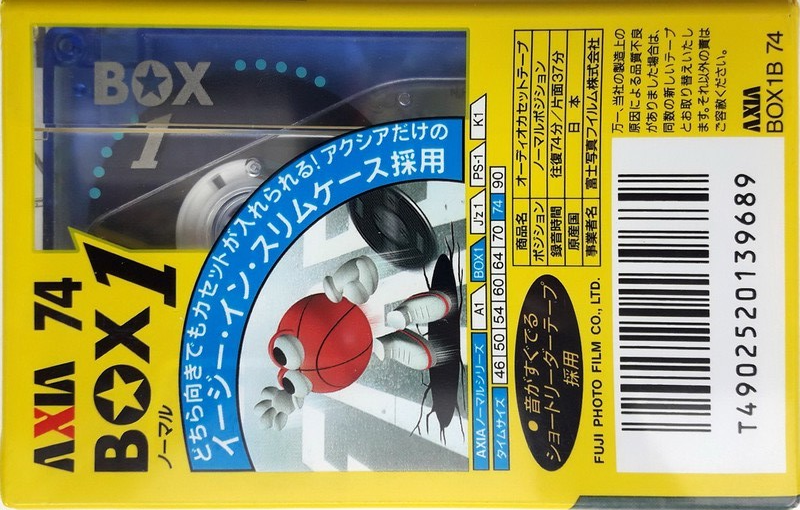 BOX
1
AXIA 74
BOX 1
ノーマル
どちら向きでもカセットが入れられる!アクシアだけの
イージー・イン・スリムケース採用
AXIAノーマルシリーズ A1 BOX1 J'z1 PS-1 K1
タイムサイズ 46 50 54 60 64 70 74 90
●音がすぐでる
ショートリーダーテープ
採用
商品名 オーディオカセットテープ
ポジション ノーマルポジション
録音時間 往復74分/片面37分
原産国 日本
事業者名 富士写真フイルム株式会社
FUJI PHOTO FILM CO., LTD.
万一、当社の製造上の
原因による品質不良
がありました場合は、
同数の新しいテープ
とお取り替えいたし
ます。それ以外の責は
ご容赦ください。
AXIA
BOX1B 74
T4902520139689